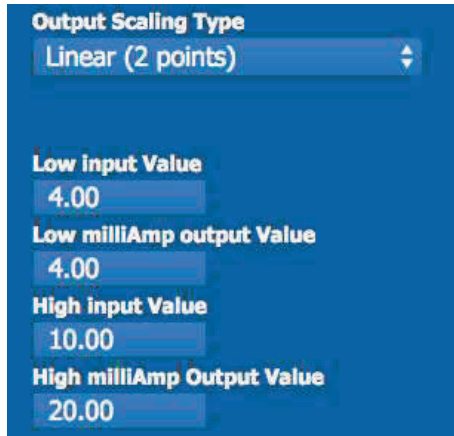 Output Scaling Type
Linear (2 points)
Low input Value
4.00
Low milliAmp output Value
4.00
High input Value
10.00
High milliAmp Output Value
20.00